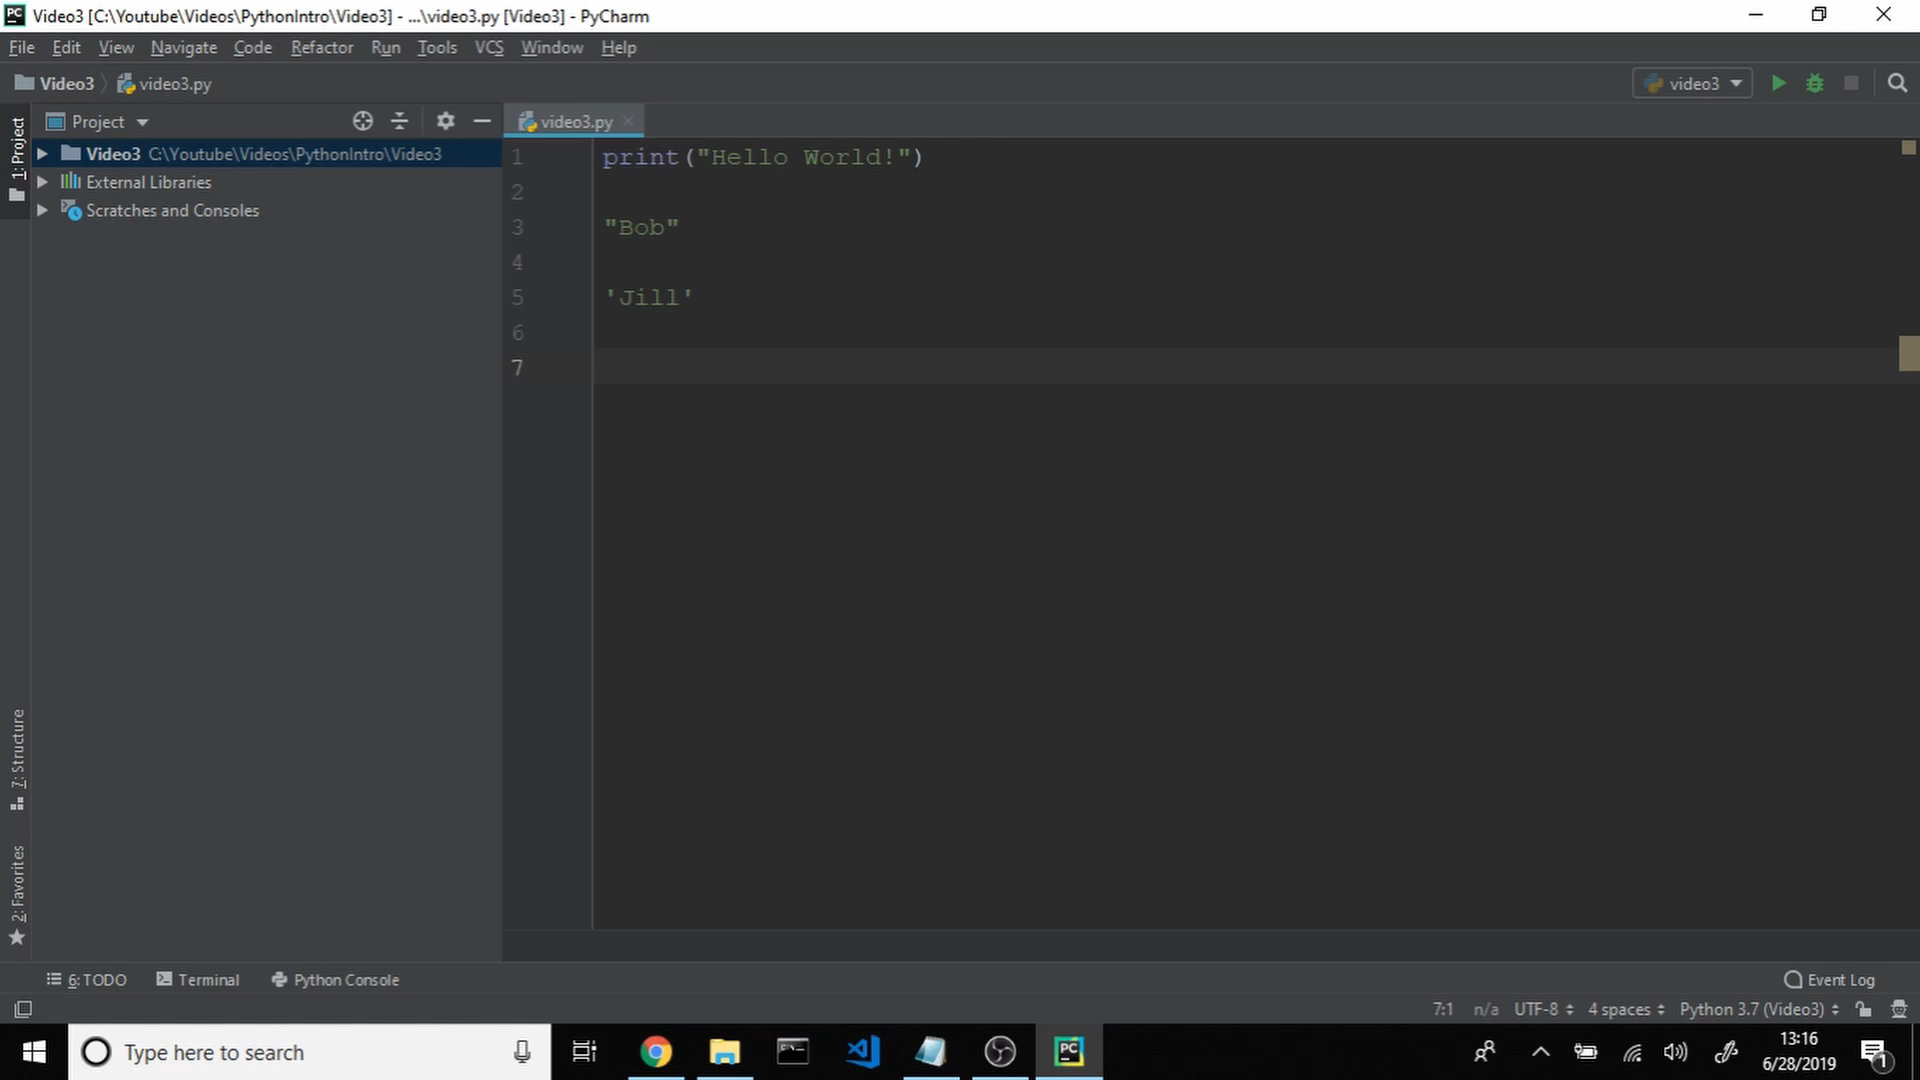 Video3 [C:\Youtube\Videos\PythonIntro\Video3] - ...\video3.py [Video3] - PyCharm
File Edit View Navigate Code Refactor Run Tools VCS Window Help
Video3 video3.py video3
1: Project
Project
video3.py
Video3 C:\Youtube\Videos\PythonIntro\Video3
External Libraries
Scratches and Consoles
1 print("Hello World!")
2
3 "Bob"
4
5 'Jill'
6
7
7: Structure
2: Favorites
6: TODO Terminal Python Console Event Log
7:1 n/a UTF-8 4 spaces Python 3.7 (Video3)
Type here to search
PC
13:16
6/28/2019
1